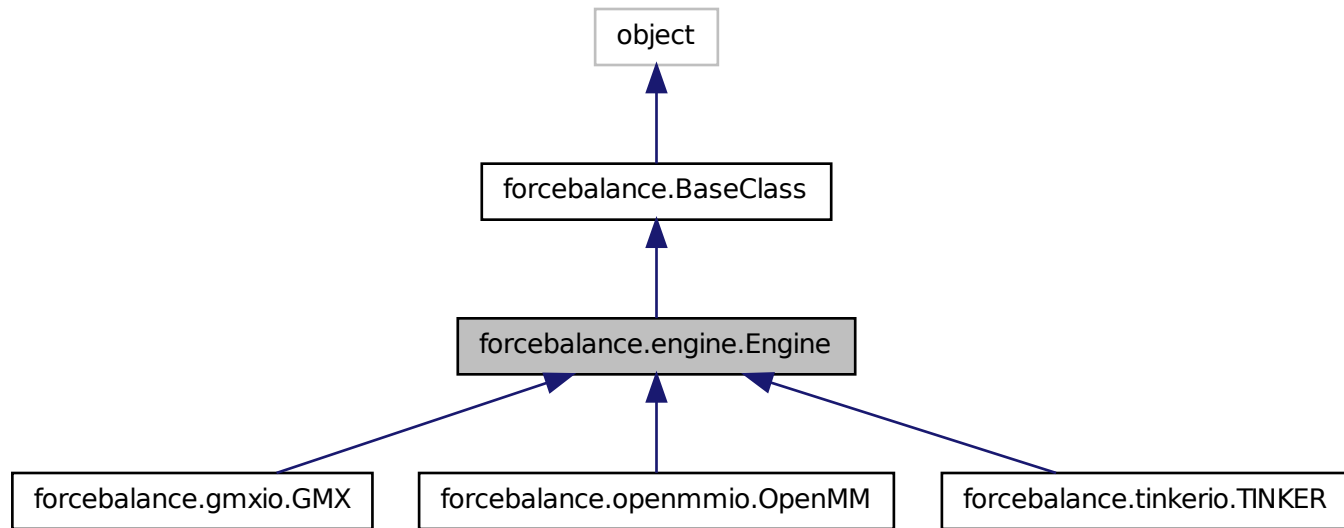 object
forcebalance.BaseClass
forcebalance.engine.Engine
forcebalance.gmxio.GMX
forcebalance.openmmio.OpenMM
forcebalance.tinkerio.TINKER